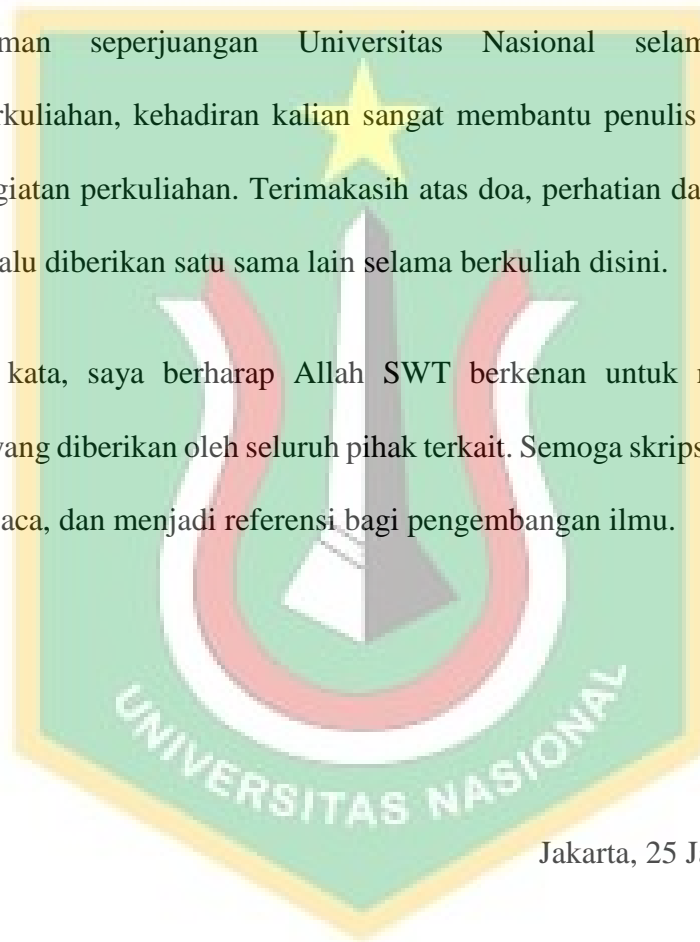 man seperjuangan Universitas Nasional selam
rkuliahan, kehadiran kalian sangat membantu penulis
giatan perkuliahan. Terimakasih atas doa, perhatian da
alu diberikan satu sama lain selama berkuliah disini.
kata, saya berharap Allah SWT berkenan untuk
yang diberikan oleh seluruh pihak terkait. Semoga skrips
aca, dan menjadi referensi bagi pengembangan ilmu.
UNIVERSITAS NASIONAL
Jakarta, 25 J